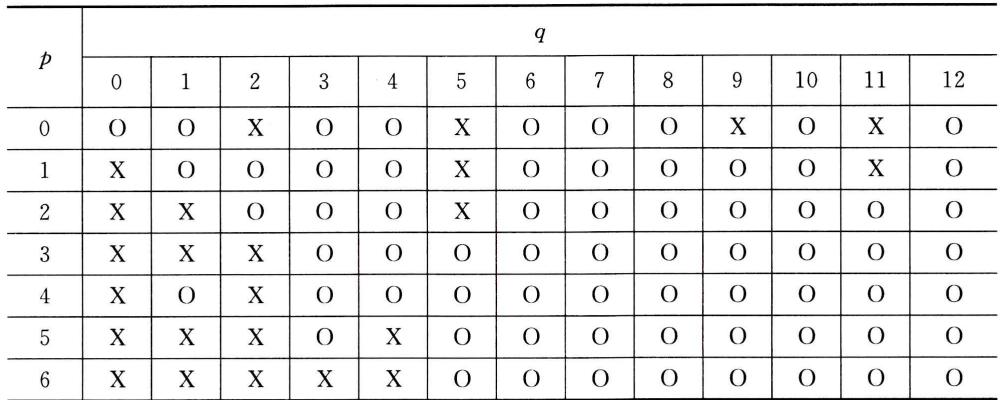 p q
0 1 2 3 4 5 6 7 8 9 10 11 12
0 O O X O O X O O O X O X O
1 X O O O O X O O O O O X O
2 X X O O O X O O O O O O O
3 X X X O O O O O O O O O O
4 X O X O O O O O O O O O O
5 X X X O X O O O O O O O O
6 X X X X X O O O O O O O O